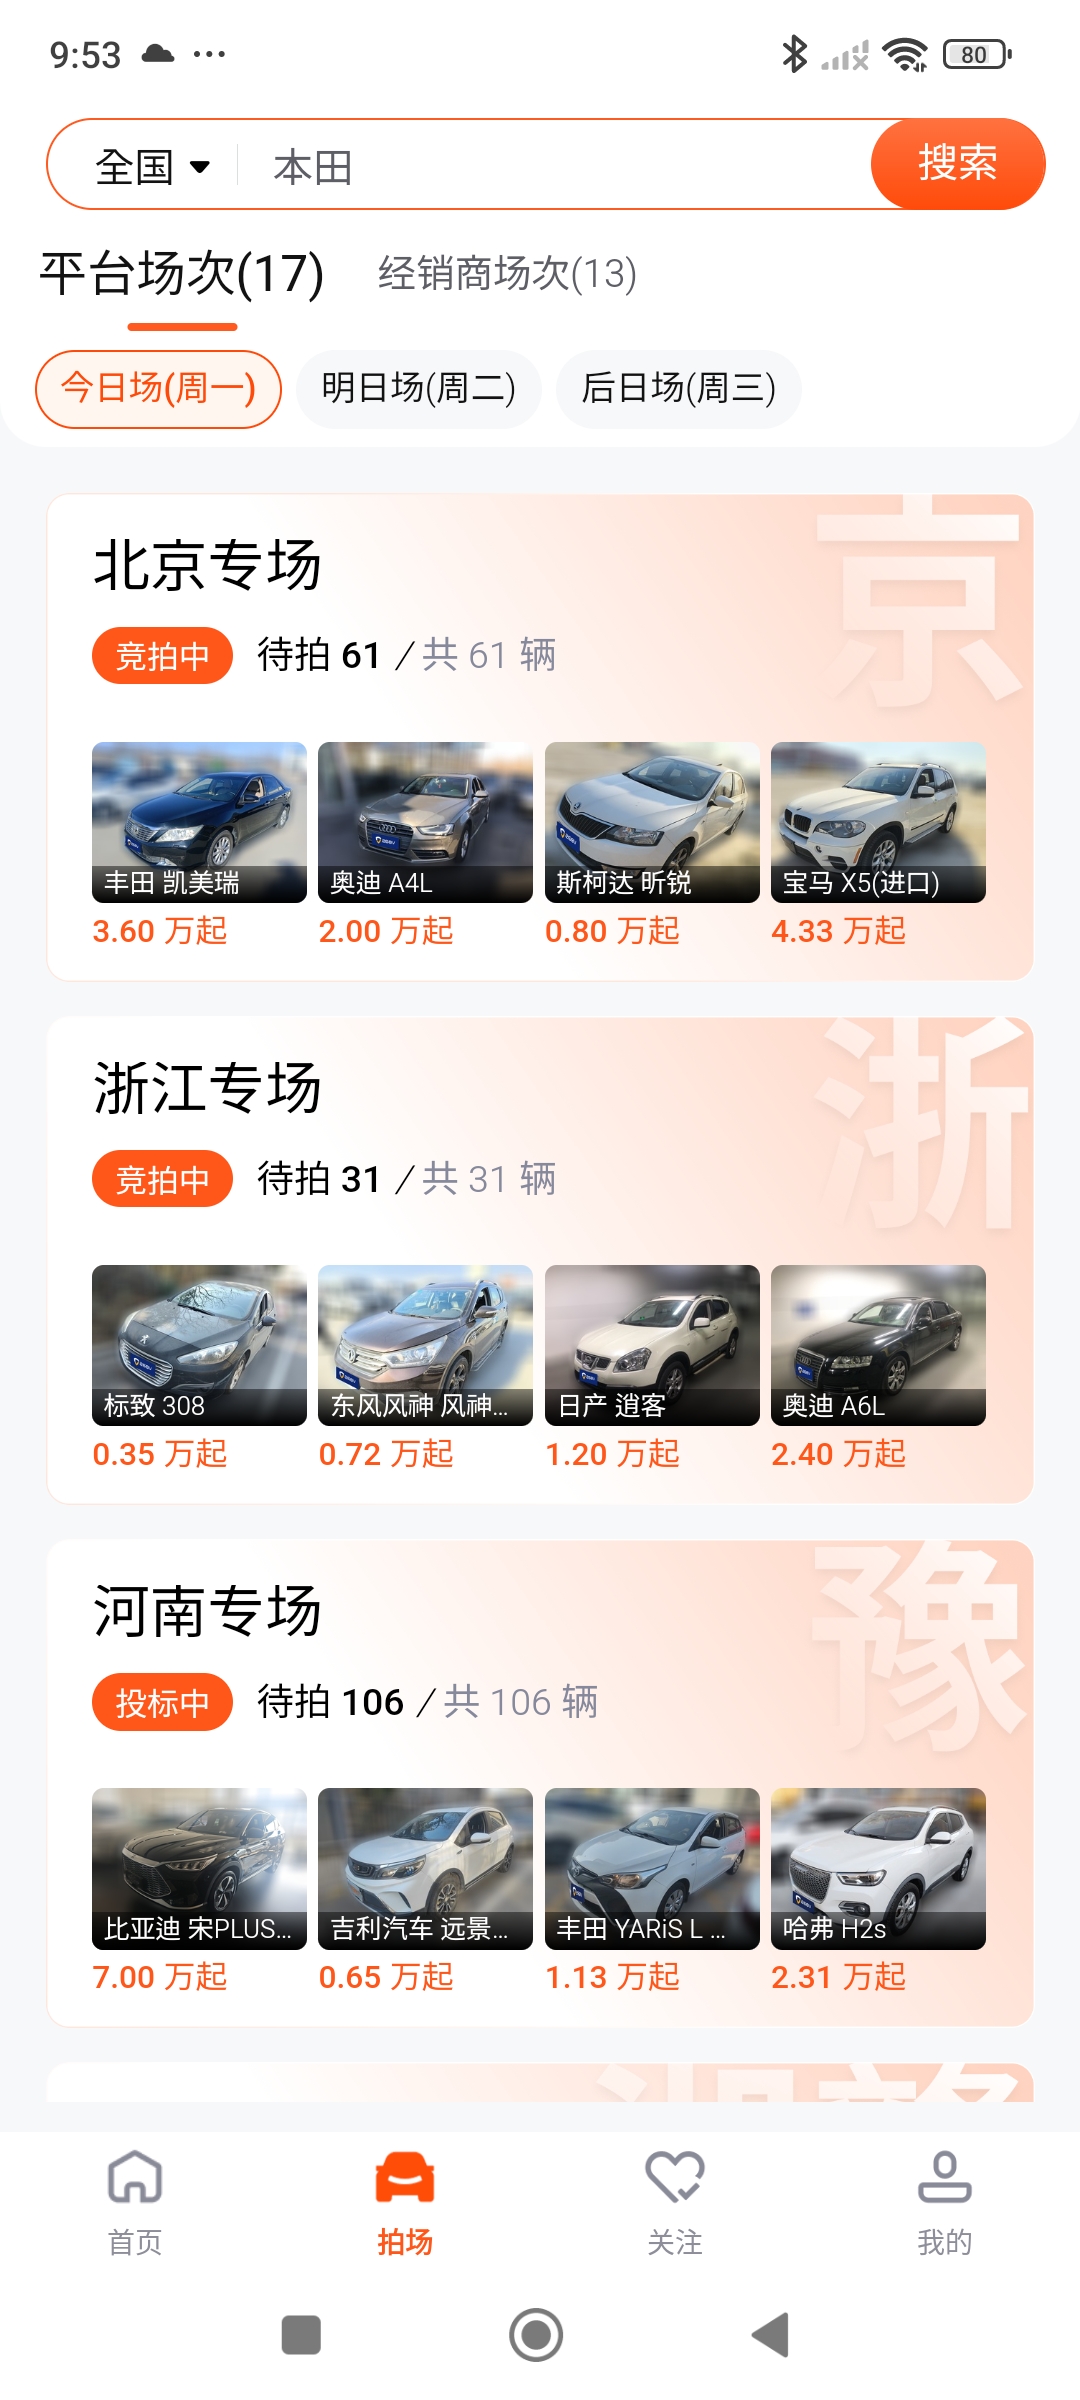 9:53
80
全国
本田
搜索
平台场次(17)
经销商场次(13)
今日场(周一)
明日场(周二)
后日场(周三)
京
北京专场
竞拍中 待拍 61 / 共 61 辆
丰田 凯美瑞
奥迪 A4L
斯柯达 昕锐
宝马 X5(进口)
3.60 万起
2.00 万起
0.80 万起
4.33 万起
浙
浙江专场
竞拍中 待拍 31 / 共 31 辆
标致 308
东风风神 风神...
日产 逍客
奥迪 A6L
0.35 万起
0.72 万起
1.20 万起
2.40 万起
豫
河南专场
投标中 待拍 106 / 共 106 辆
比亚迪 宋PLUS...
吉利汽车 远景...
丰田 YARiS L ...
哈弗 H2s
7.00 万起
0.65 万起
1.13 万起
2.31 万起
首页
拍场
关注
我的